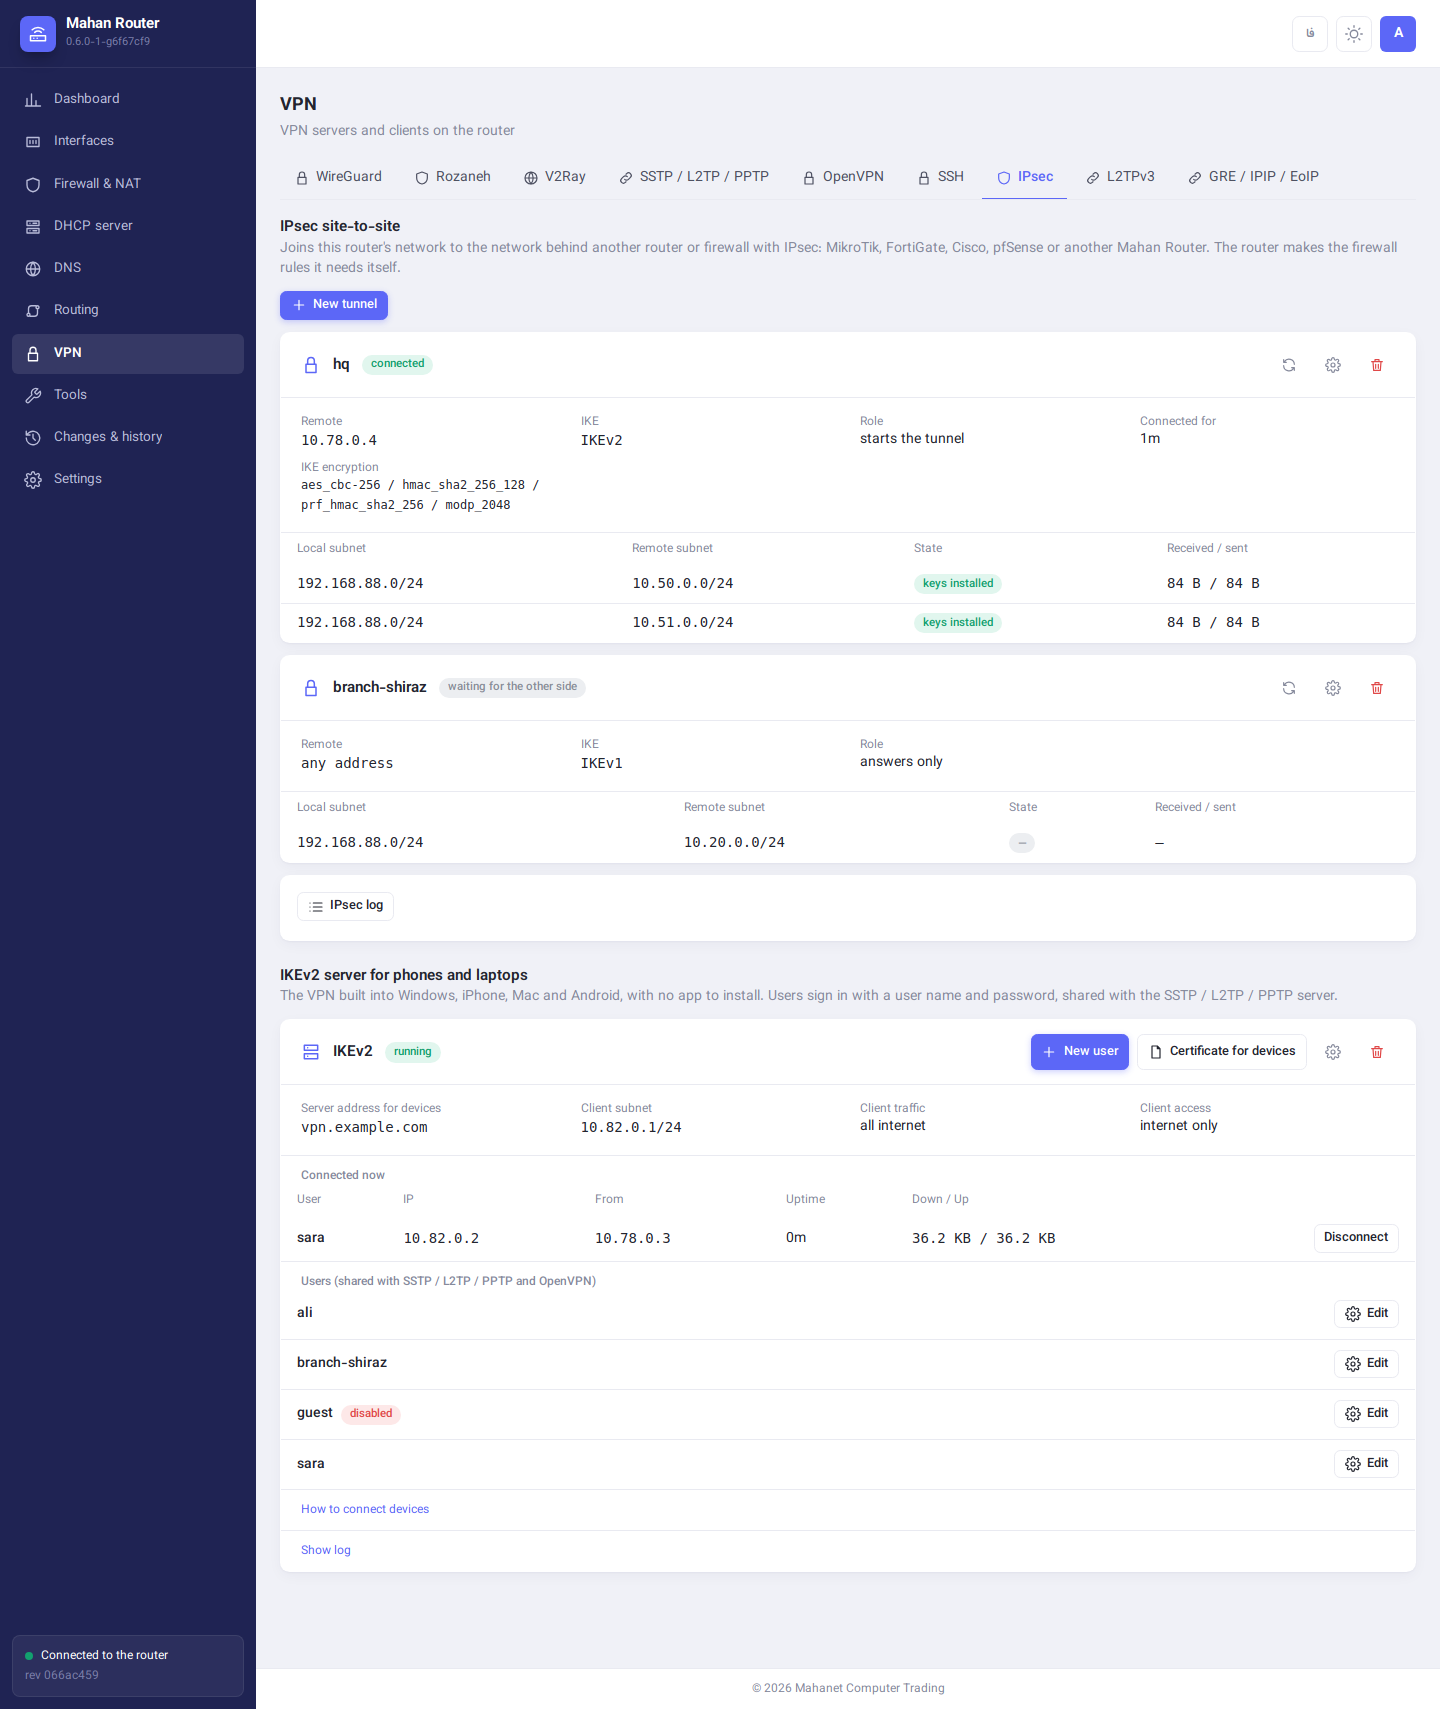 Mahan Router
0.6.0-1-g6f67cf9
فا
A
Dashboard
Interfaces
Firewall & NAT
DHCP server
DNS
Routing
VPN
Tools
Changes & history
Settings
VPN
VPN servers and clients on the router
WireGuard Rozaneh V2Ray SSTP / L2TP / PPTP OpenVPN SSH IPsec L2TPv3 GRE / IPIP / EoIP
IPsec site-to-site
Joins this router's network to the network behind another router or firewall with IPsec: MikroTik, FortiGate, Cisco, pfSense or another Mahan Router. The router makes the firewall
rules it needs itself.
New tunnel
hq connected
Remote IKE Role Connected for
10.78.0.4 IKEv2 starts the tunnel 1m
IKE encryption
aes_cbc-256 / hmac_sha2_256_128 /
prf_hmac_sha2_256 / modp_2048
Local subnet Remote subnet State Received / sent
192.168.88.0/24 10.50.0.0/24 keys installed 84 B / 84 B
192.168.88.0/24 10.51.0.0/24 keys installed 84 B / 84 B
branch-shiraz waiting for the other side
Remote IKE Role
any address IKEv1 answers only
Local subnet Remote subnet State Received / sent
192.168.88.0/24 10.20.0.0/24 — —
IPsec log
IKEv2 server for phones and laptops
The VPN built into Windows, iPhone, Mac and Android, with no app to install. Users sign in with a user name and password, shared with the SSTP / L2TP / PPTP server.
IKEv2 running New user Certificate for devices
Server address for devices Client subnet Client traffic Client access
vpn.example.com 10.82.0.1/24 all internet internet only
Connected now
User IP From Uptime Down / Up
sara 10.82.0.2 10.78.0.3 0m 36.2 KB / 36.2 KB Disconnect
Users (shared with SSTP / L2TP / PPTP and OpenVPN)
ali Edit
branch-shiraz Edit
guest disabled Edit
sara Edit
How to connect devices
Show log
Connected to the router
rev 066ac459
© 2026 Mahanet Computer Trading